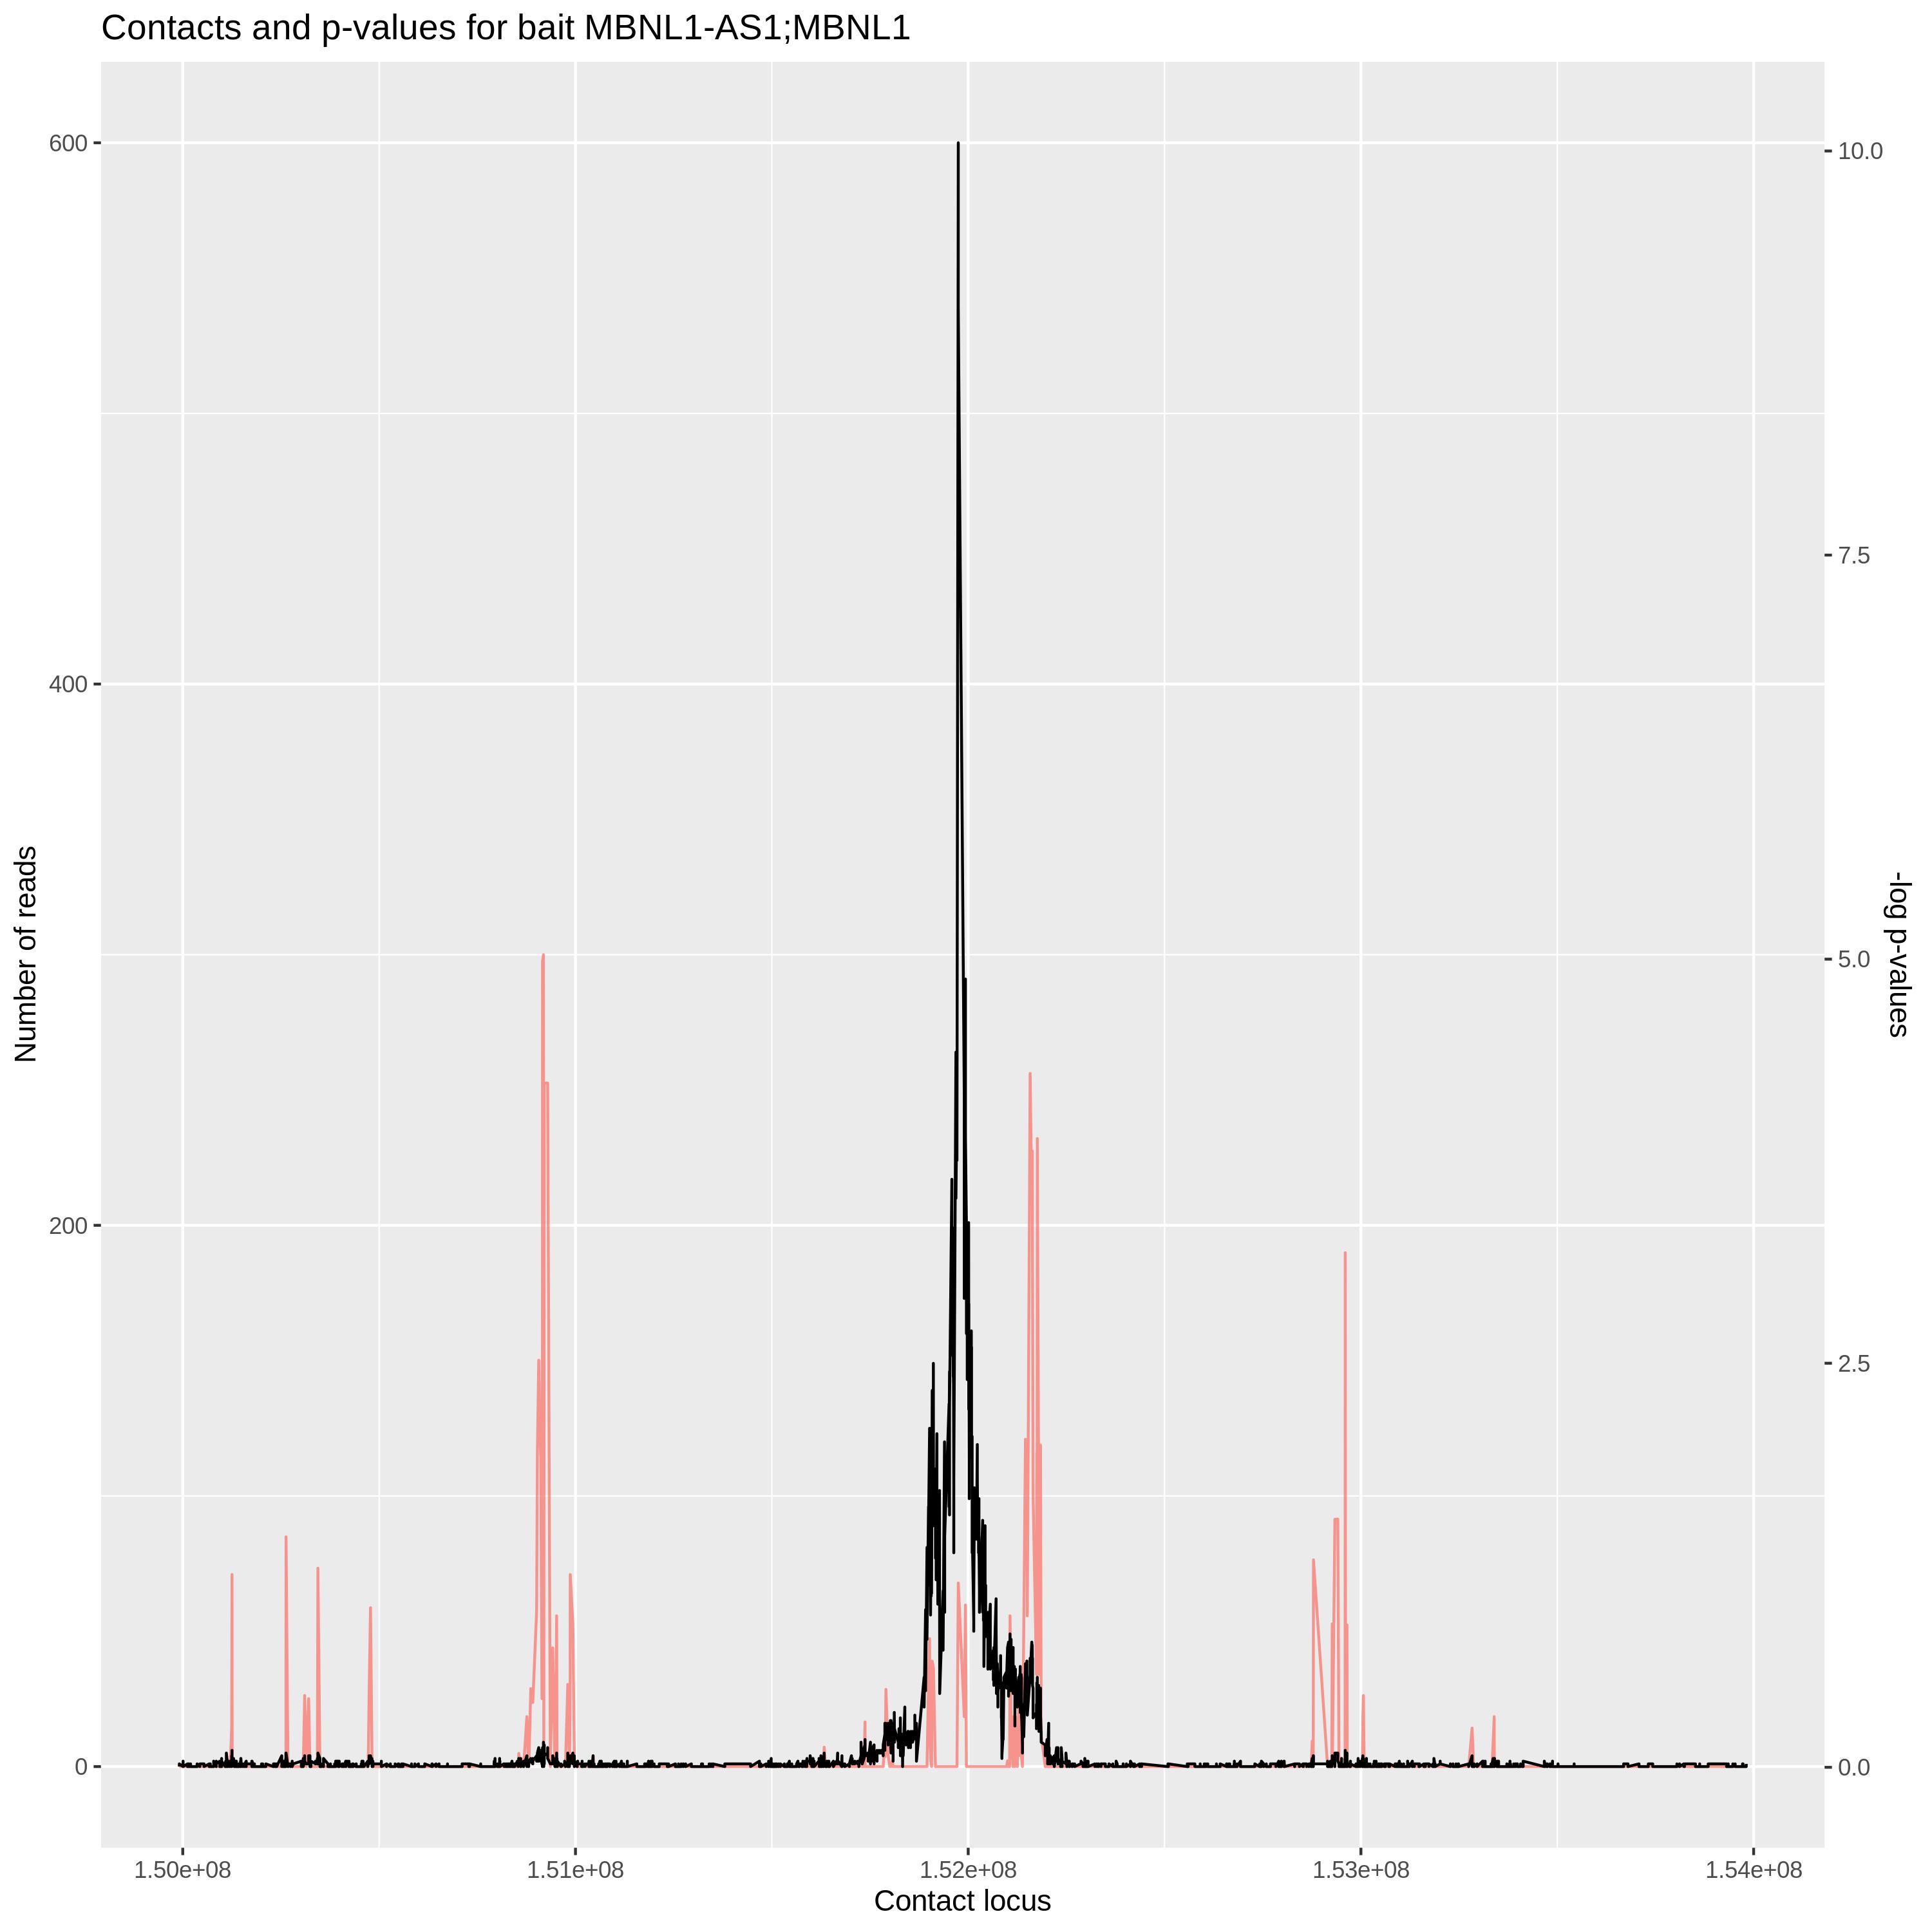 Contacts and p-values for bait MBNL1-AS1;MBNL1
600
400
200
0
Number of reads
10.0
7.5
5.0
2.5
0.0
-log p-values
1.50e+08
1.51e+08
1.52e+08
1.53e+08
1.54e+08
Contact locus